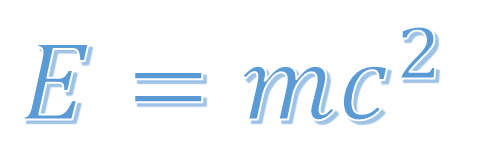 E = mc²